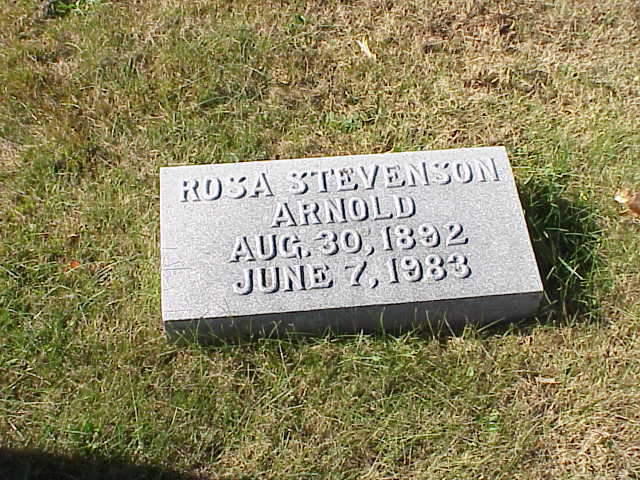 ROSA STEVENSON
ARNOLD
AUG. 30, 1892
JUNE 7, 1983